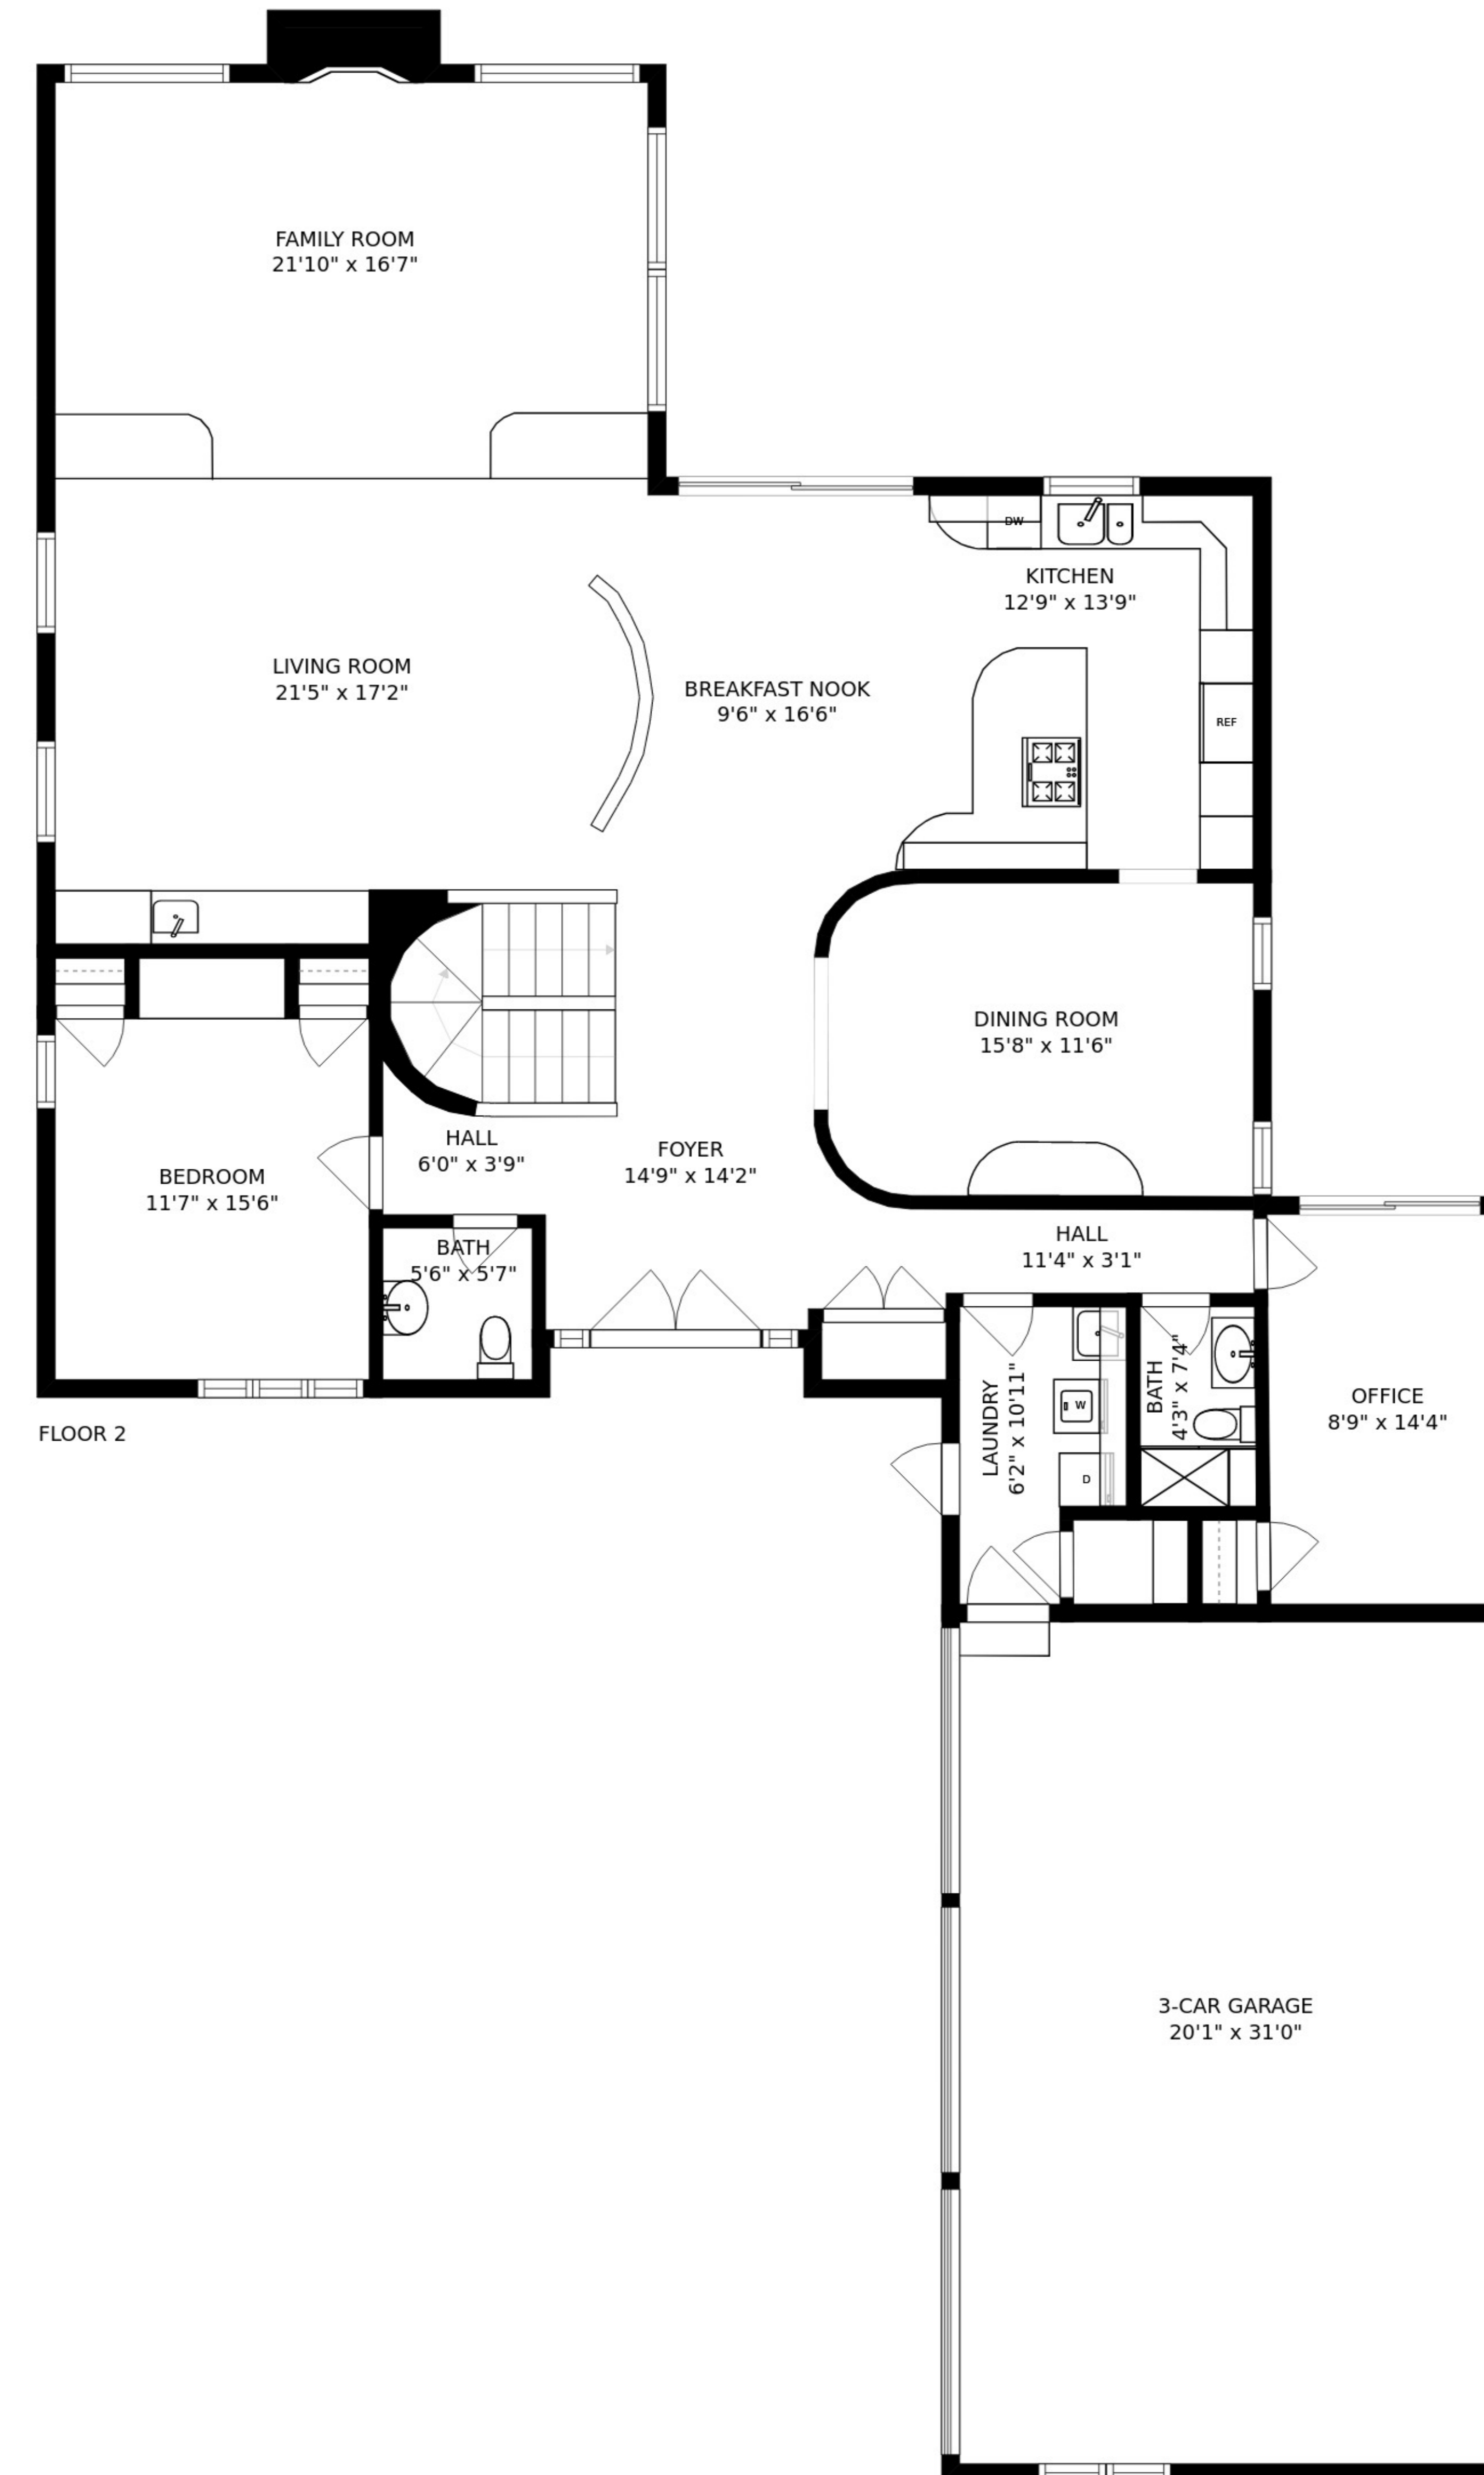 FAMILY ROOM
21'10" x 16'7"
DW
KITCHEN
12'9" x 13'9"
LIVING ROOM
21'5" x 17'2"
BREAKFAST NOOK
9'6" x 16'6"
REF
DINING ROOM
15'8" x 11'6"
HALL
6'0" x 3'9"
FOYER
14'9" x 14'2"
BEDROOM
11'7" x 15'6"
BATH
5'6" x 5'7"
HALL
11'4" x 3'1"
LAUNDRY
6'2" x 10'11"
W
D
BATH
4'3" x 7'4"
OFFICE
8'9" x 14'4"
FLOOR 2
3-CAR GARAGE
20'1" x 31'0"